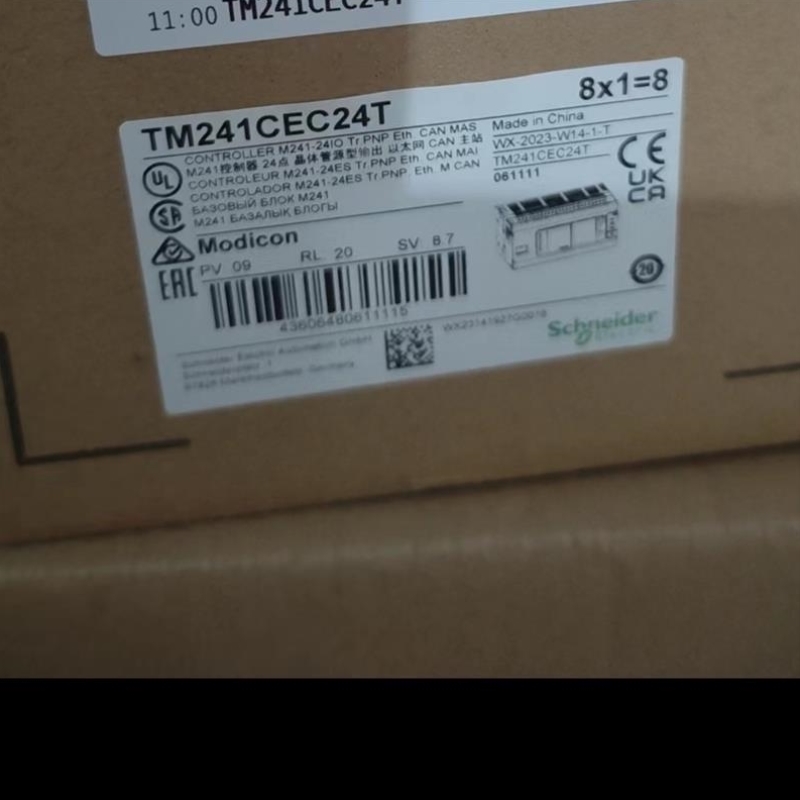 11:00 TM241CEC24T
TM241CEC24T
8x1=8
CONTROLLER M241-24IO Tr.PNP Eth. CAN MAS
M241控制器 24点 晶体管源型输出 以太网 CAN 主站
CONTROLEUR M241-24ES Tr.PNP Eth. CAN MAI
CONTROLADOR M241-24ES Tr.PNP. Eth. M CAN
БАЗОВЫЙ БЛОК M241
M241 БАЗАЛЫҚ БЛОГЫ
Made in China
WX-2023-W14-1-T
TM241CEC24T
061111
UL
CE
UK
CA
EAC
Modicon
PV 09 RL 20 SV: 8.7
20
Schneider
Electric
Germany